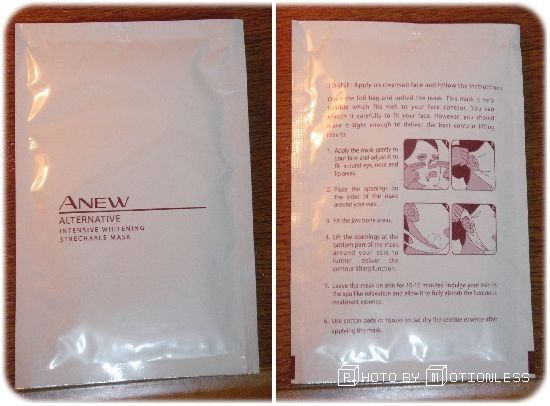 ANEW
ALTERNATIVE
INTENSIVE WHITENING
STRECHABLE MASK
TO USE: Apply on cleansed face and follow the instructions
Open the foil bag and unfold the mask. This mask is very
flexible which fits well to your face contour. You can
stretch it carefully to fit your face. However, you should
make it tight enough to deliver the best contour lifting
results
1. Apply the mask gently to
your face and adjust it to
fit around eye, nose and
lip areas.
2. Place the openings on
the sides of the mask
around your ears.
3. Fit the jaw bone areas.
4. Lift the openings at the
bottom part of the mask
around your ears to
further deliver the
contour lifting function.
5. Leave the mask on skin for 10-15 minutes. Indulge your skin in
the spa like relaxation and allow it to fully absorb the luxurious
treatment essence.
6. Use cotton pads or tissues to pat dry the residue essence after
applying the mask.
PHOTO BY MOTIONLESS